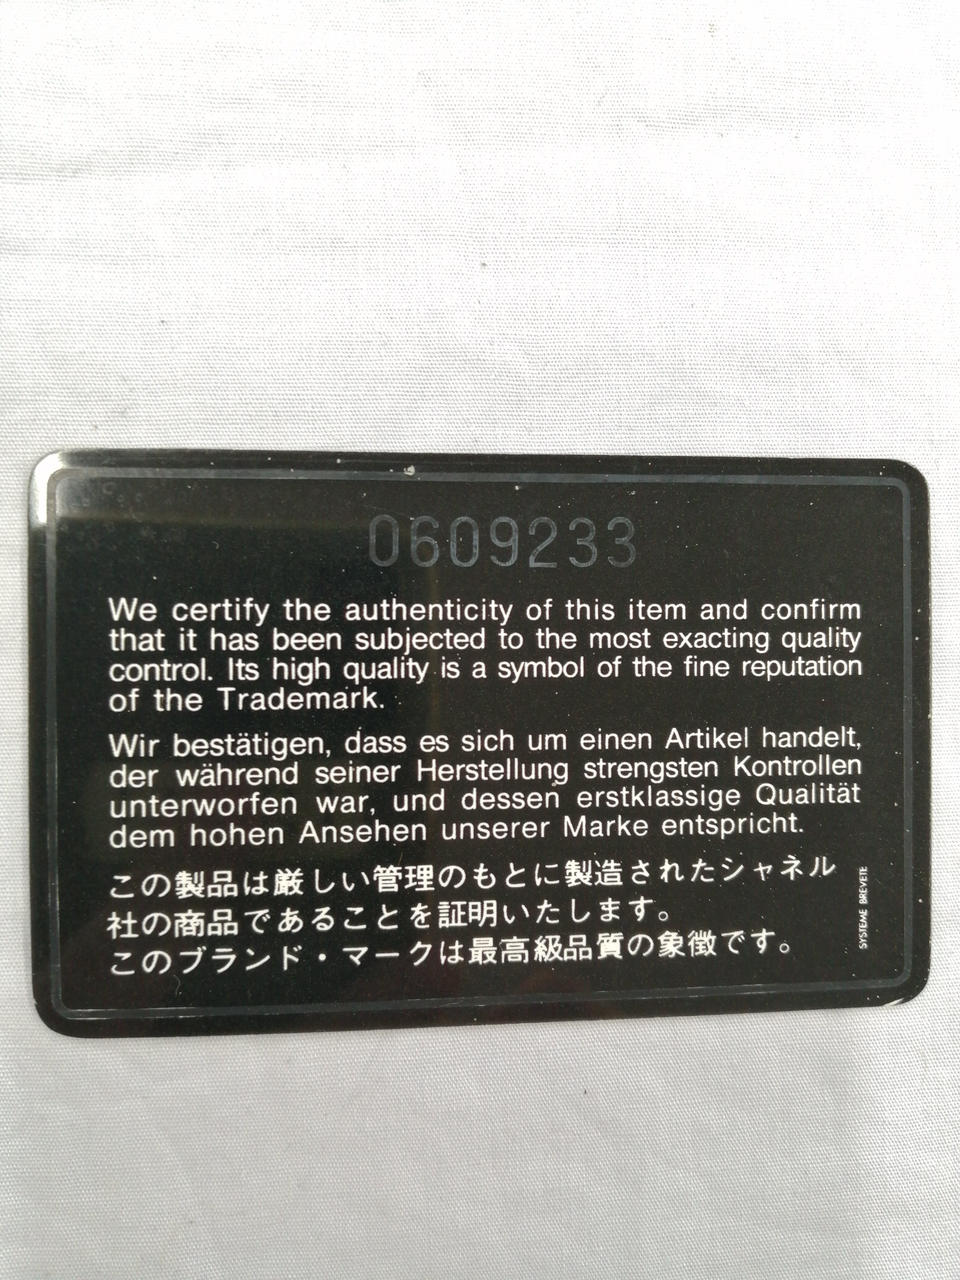 0609233
We certify the authenticity of this item and confirm
that it has been subjected to the most exacting quality
control. Its high quality is a symbol of the fine reputation
of the Trademark.
Wir bestätigen, dass es sich um einen Artikel handelt,
der während seiner Herstellung strengsten Kontrollen
unterworfen war, und dessen erstklassige Qualität
dem hohen Ansehen unserer Marke entspricht.
この製品は厳しい管理のもとに製造されたシャネル
社の商品であることを証明いたします。
このブランド・マークは最高級品質の象徴です。
SYSTEME BREVETE